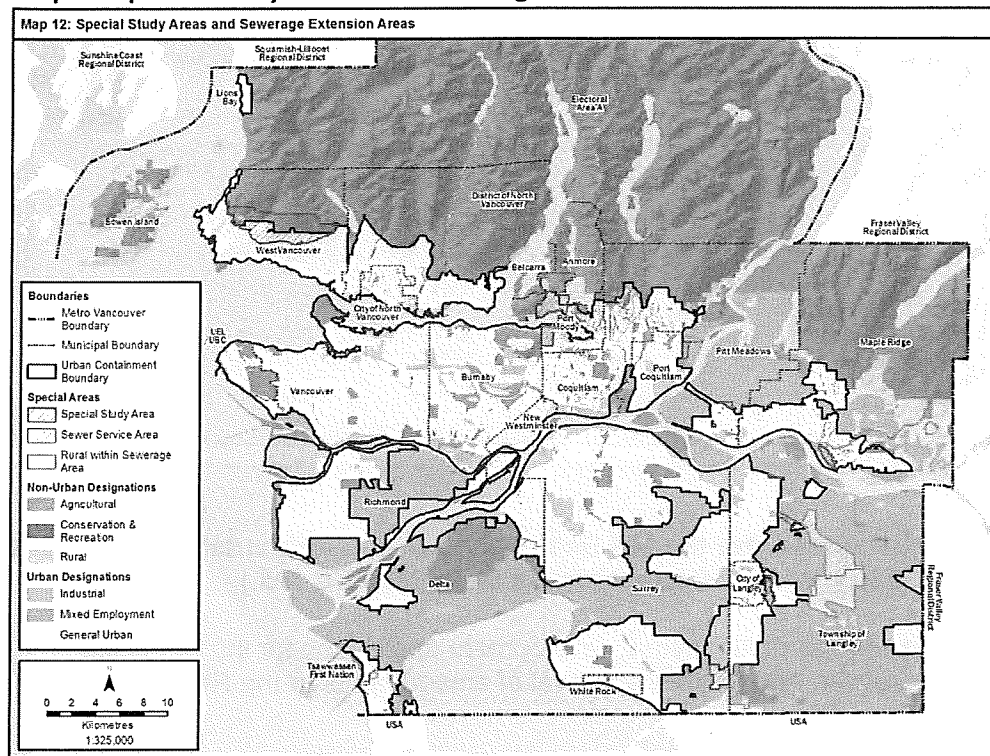 Map 12: Special Study Areas and Sewerage Extension Areas
Sunshine Coast
Regional District
Squamish-Lillooet
Regional District
Lions
Bay
Electoral
Area A
Bowen Island
District of North
Vancouver
Fraser Valley
Regional District
West Vancouver
Belcarra
Anmore
City of North
Vancouver
Port
Moody
UEL
UBC
Pitt Meadows
Maple Ridge
Vancouver
Burnaby
Coquitlam
Port
Coquitlam
New
Westminster
Richmond
Delta
Surrey
City of
Langley
Township of
Langley
Fraser Valley
Regional District
Tsawwassen
First Nation
White Rock
USA
USA
Boundaries
Metro Vancouver
Boundary
Municipal Boundary
Urban Containment
Boundary
Special Areas
Special Study Area
Sewer Service Area
Rural within Sewerage
Area
Non-Urban Designations
Agricultural
Conservation &
Recreation
Rural
Urban Designations
Industrial
Mixed Employment
General Urban
0 2 4 6 8 10
Kilometres
1:325,000